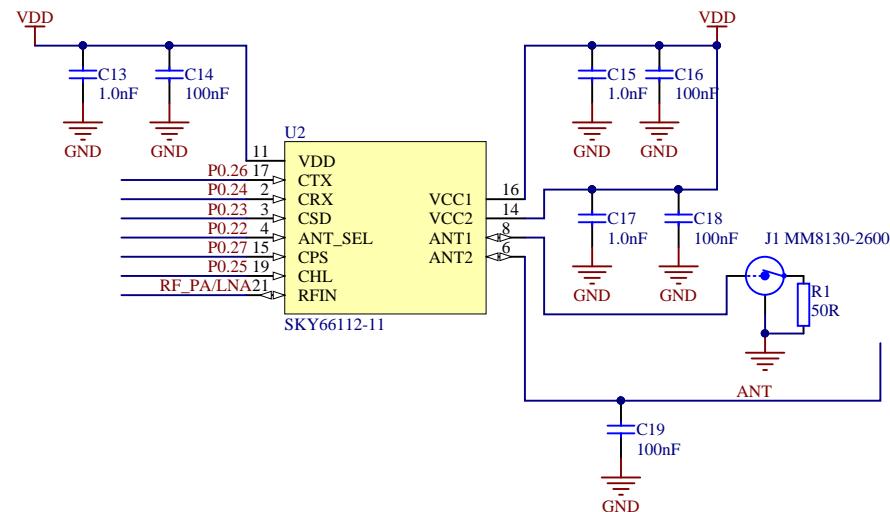 VDD
VDD
C13
1.0nF
C14
100nF
C15
1.0nF
C16
100nF
GND
GND
GND
GND
U2
P0.26
P0.24
P0.23
P0.22
P0.27
P0.25
RF_PA/LNA
11
17
2
3
4
15
19
21
VDD
CTX
CRX
CSD
ANT_SEL
CPS
CHL
RFIN
VCC1
VCC2
ANT1
ANT2
16
14
8
6
SKY66112-11
C17
1.0nF
C18
100nF
GND
GND
J1 MM8130-2600
R1
50R
GND
ANT
C19
100nF
GND